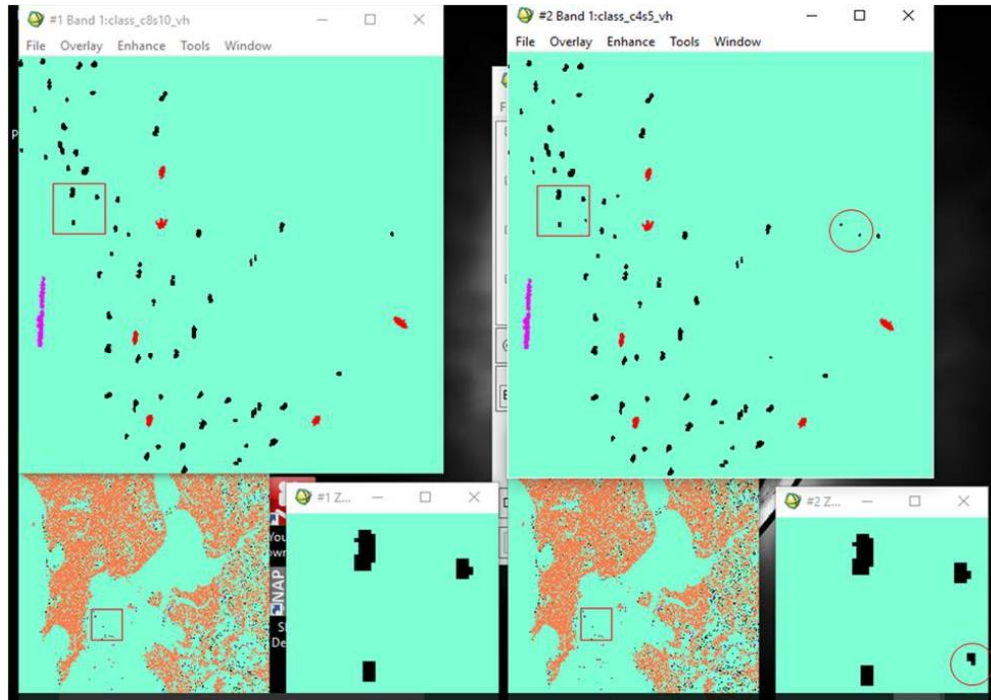 #1 Band 1:class_c8s10_vh
File Overlay Enhance Tools Window
#2 Band 1:class_c4s5_vh
File Overlay Enhance Tools Window
#1 Z...
#2 Z...